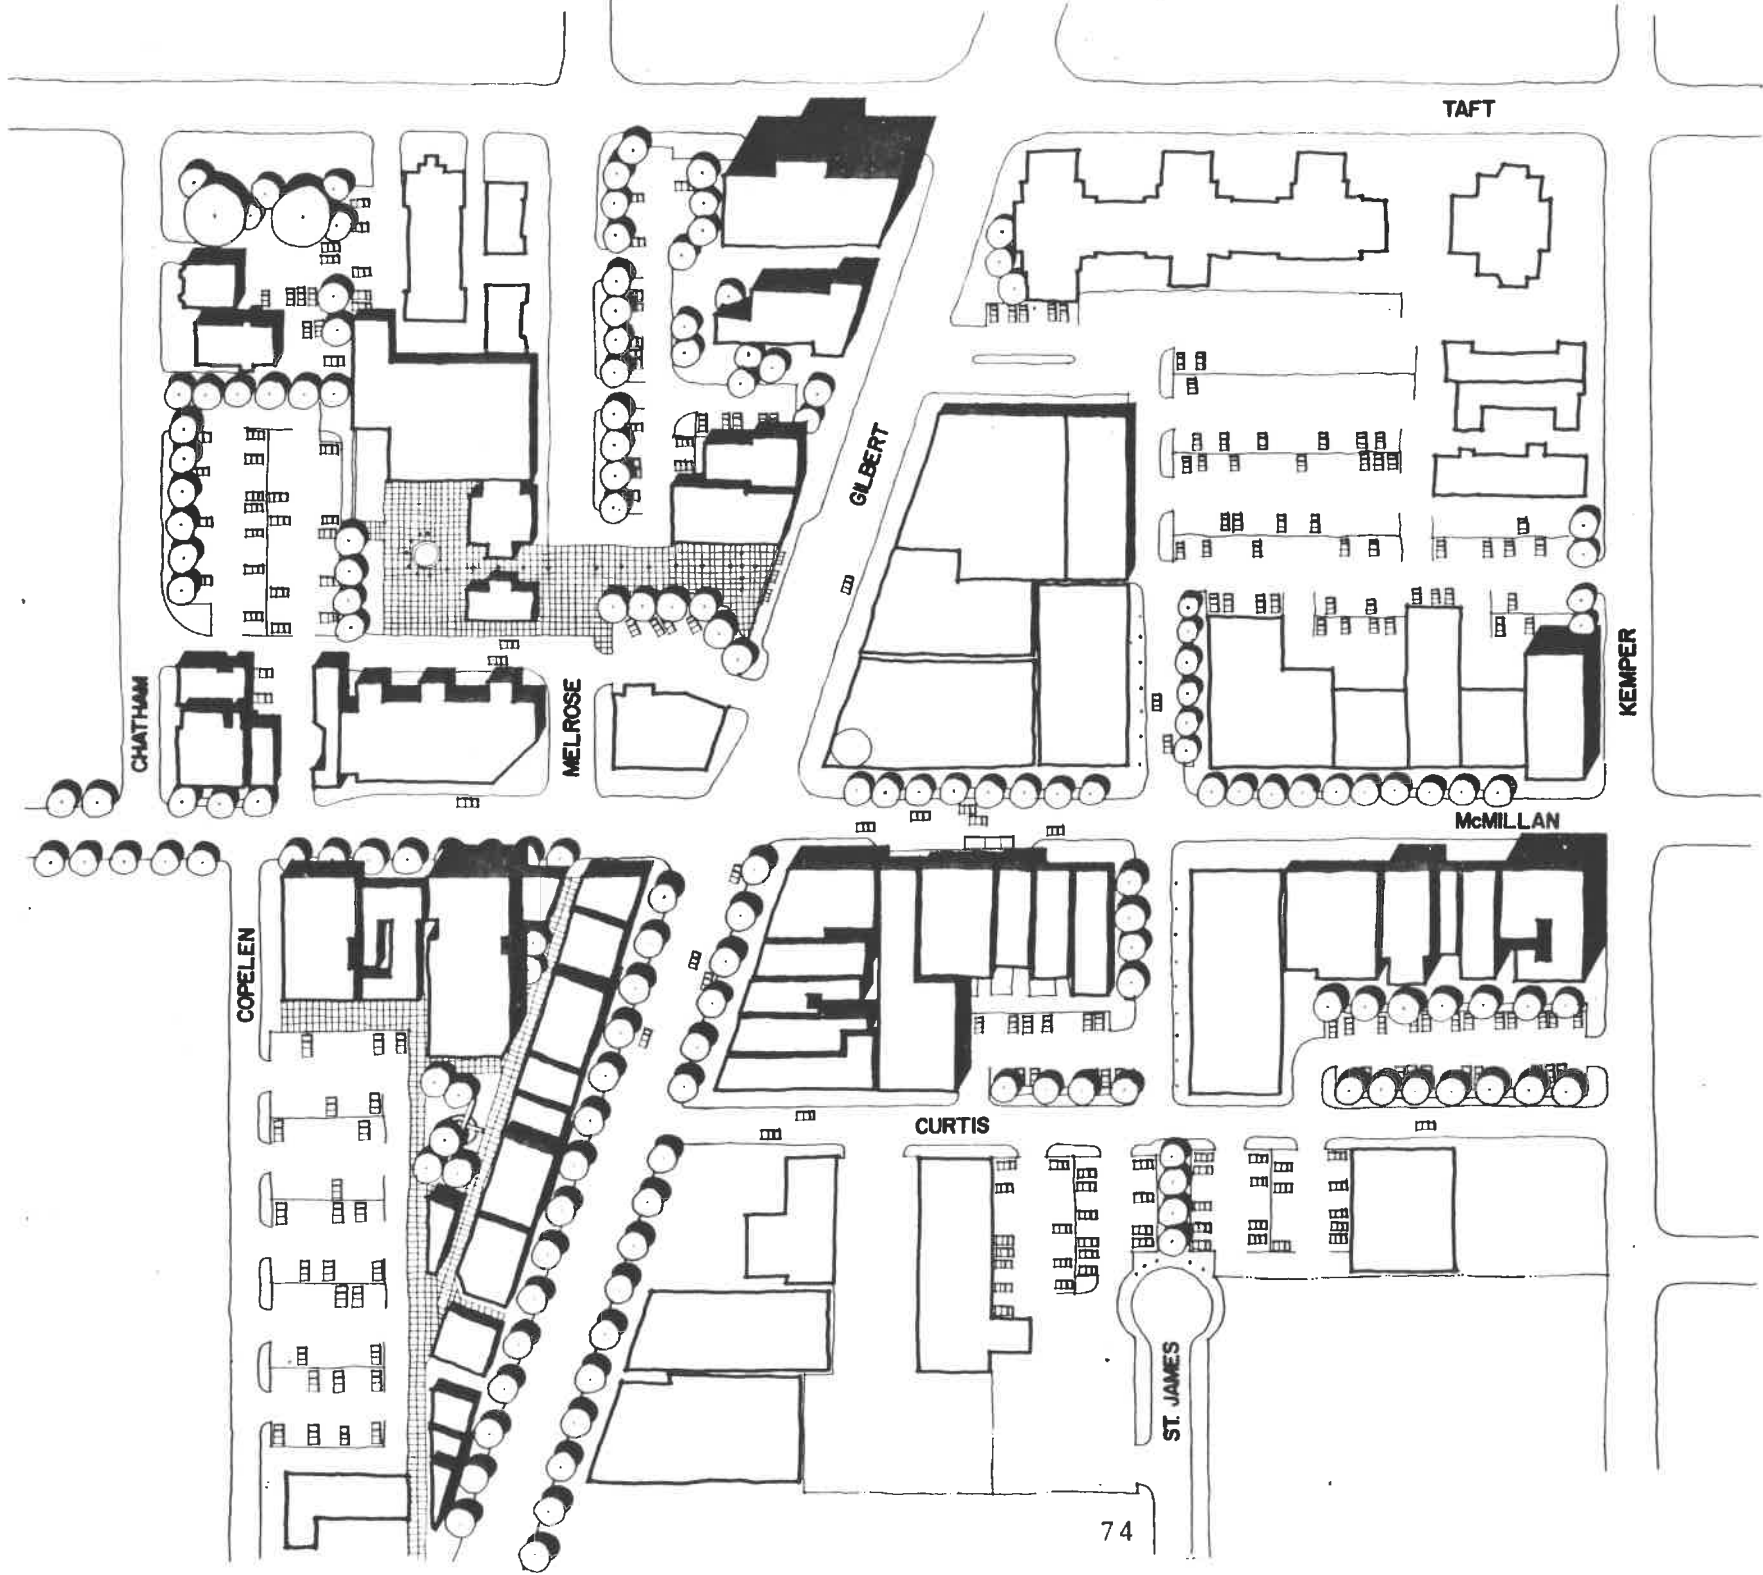 TAFT
GILBERT
CHATHAM
MELROSE
KEMPER
McMILLAN
COPELEN
CURTIS
ST. JAMES
74